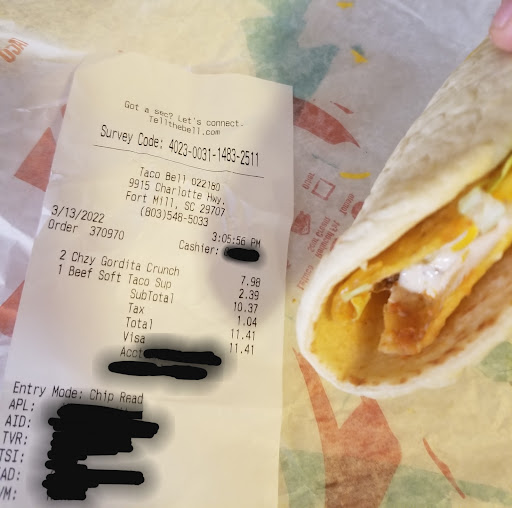 Got a sec? Let's connect.
Tellthebell.com
Survey Code: 4023-0031-1483-2511
Taco Bell 022180
9915 Charlotte Hwy.
Fort Mill, SC 29707
(803)548-5033
3/13/2022 3:05:56 PM
Order 370970 Cashier:
2 Chzy Gordita Crunch 7.98
1 Beef Soft Taco Sup 2.39
SubTotal 10.37
Tax 1.04
Total 11.41
Visa 11.41
Acct
Entry Mode: Chip Read
APL:
AID:
TVR:
TSI: